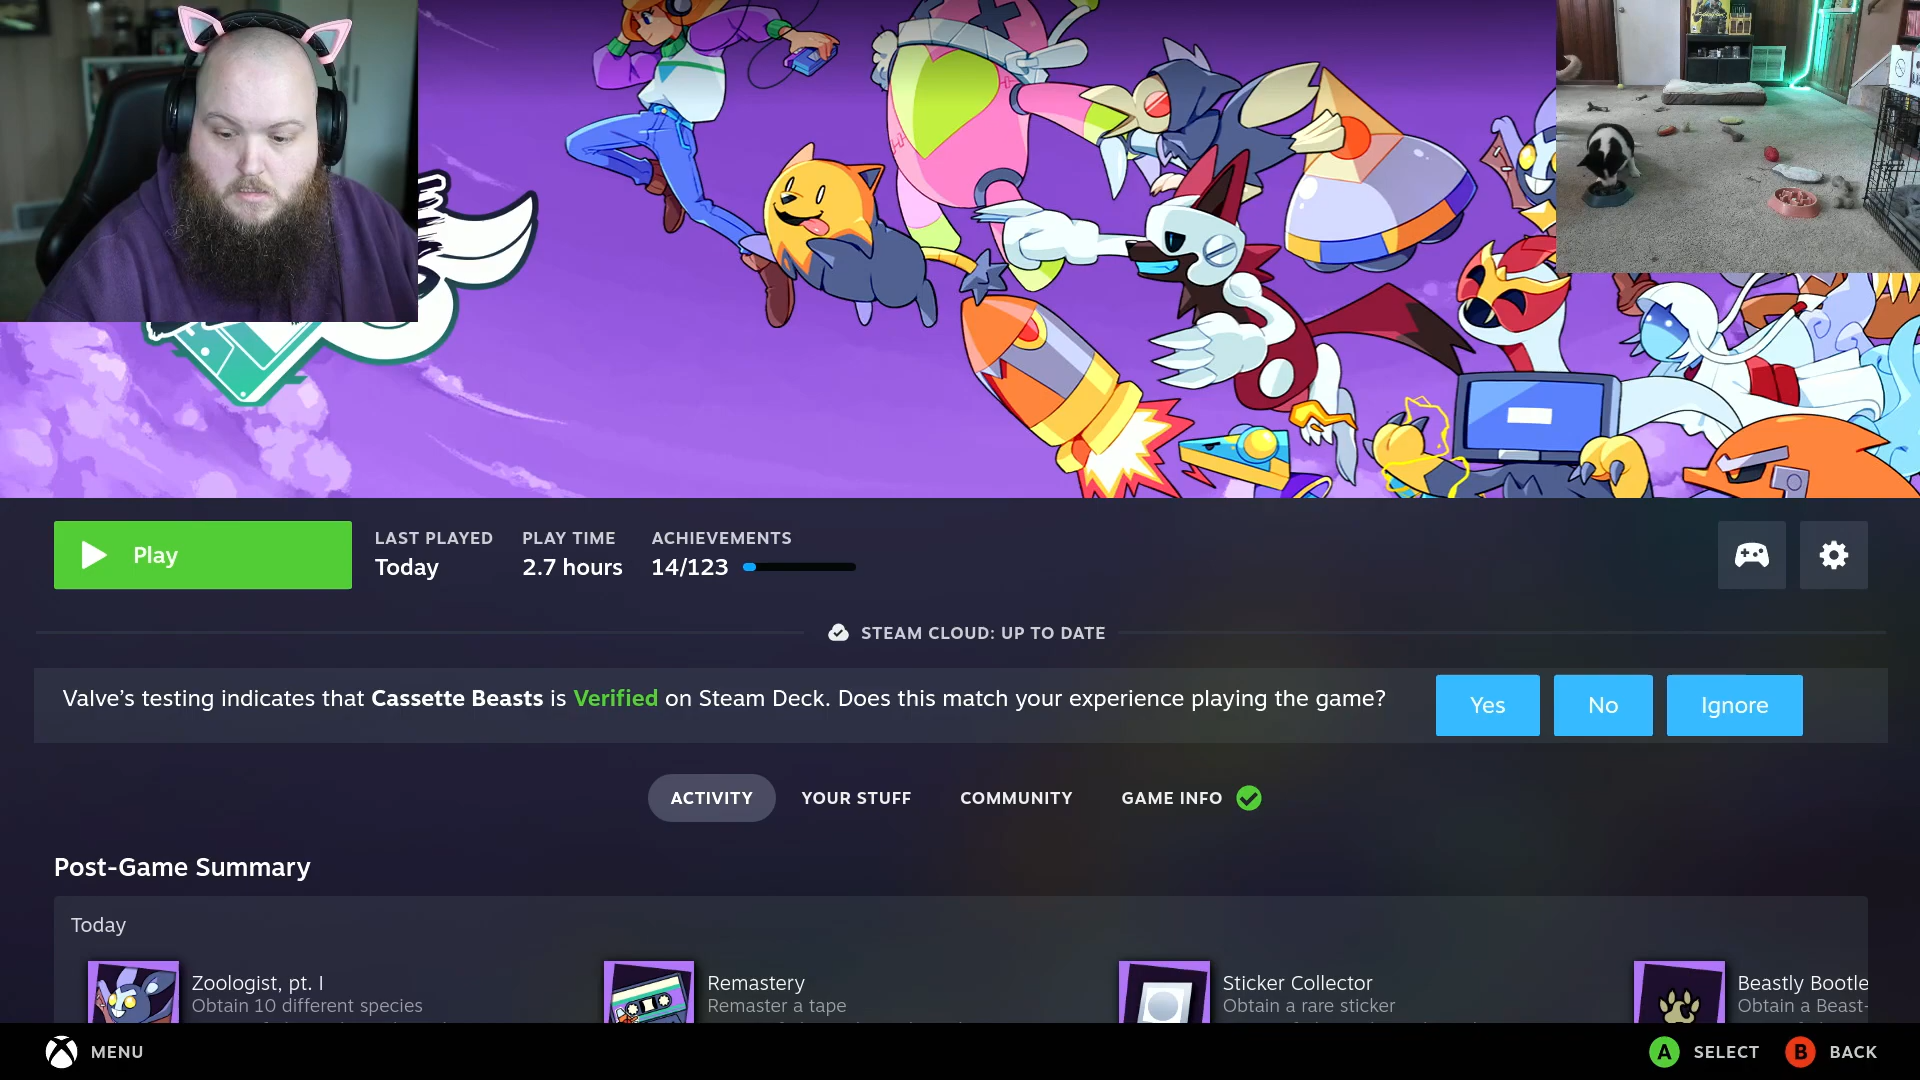 Play
LAST PLAYED
Today
PLAY TIME
2.7 hours
ACHIEVEMENTS
14/123
STEAM CLOUD: UP TO DATE
Valve's testing indicates that Cassette Beasts is Verified on Steam Deck. Does this match your experience playing the game?
Yes
No
Ignore
ACTIVITY
YOUR STUFF
COMMUNITY
GAME INFO
Post-Game Summary
Today
Zoologist, pt. I
Obtain 10 different species
Remastery
Remaster a tape
Sticker Collector
Obtain a rare sticker
Beastly Bootle
Obtain a Beast-
MENU
A SELECT
B BACK